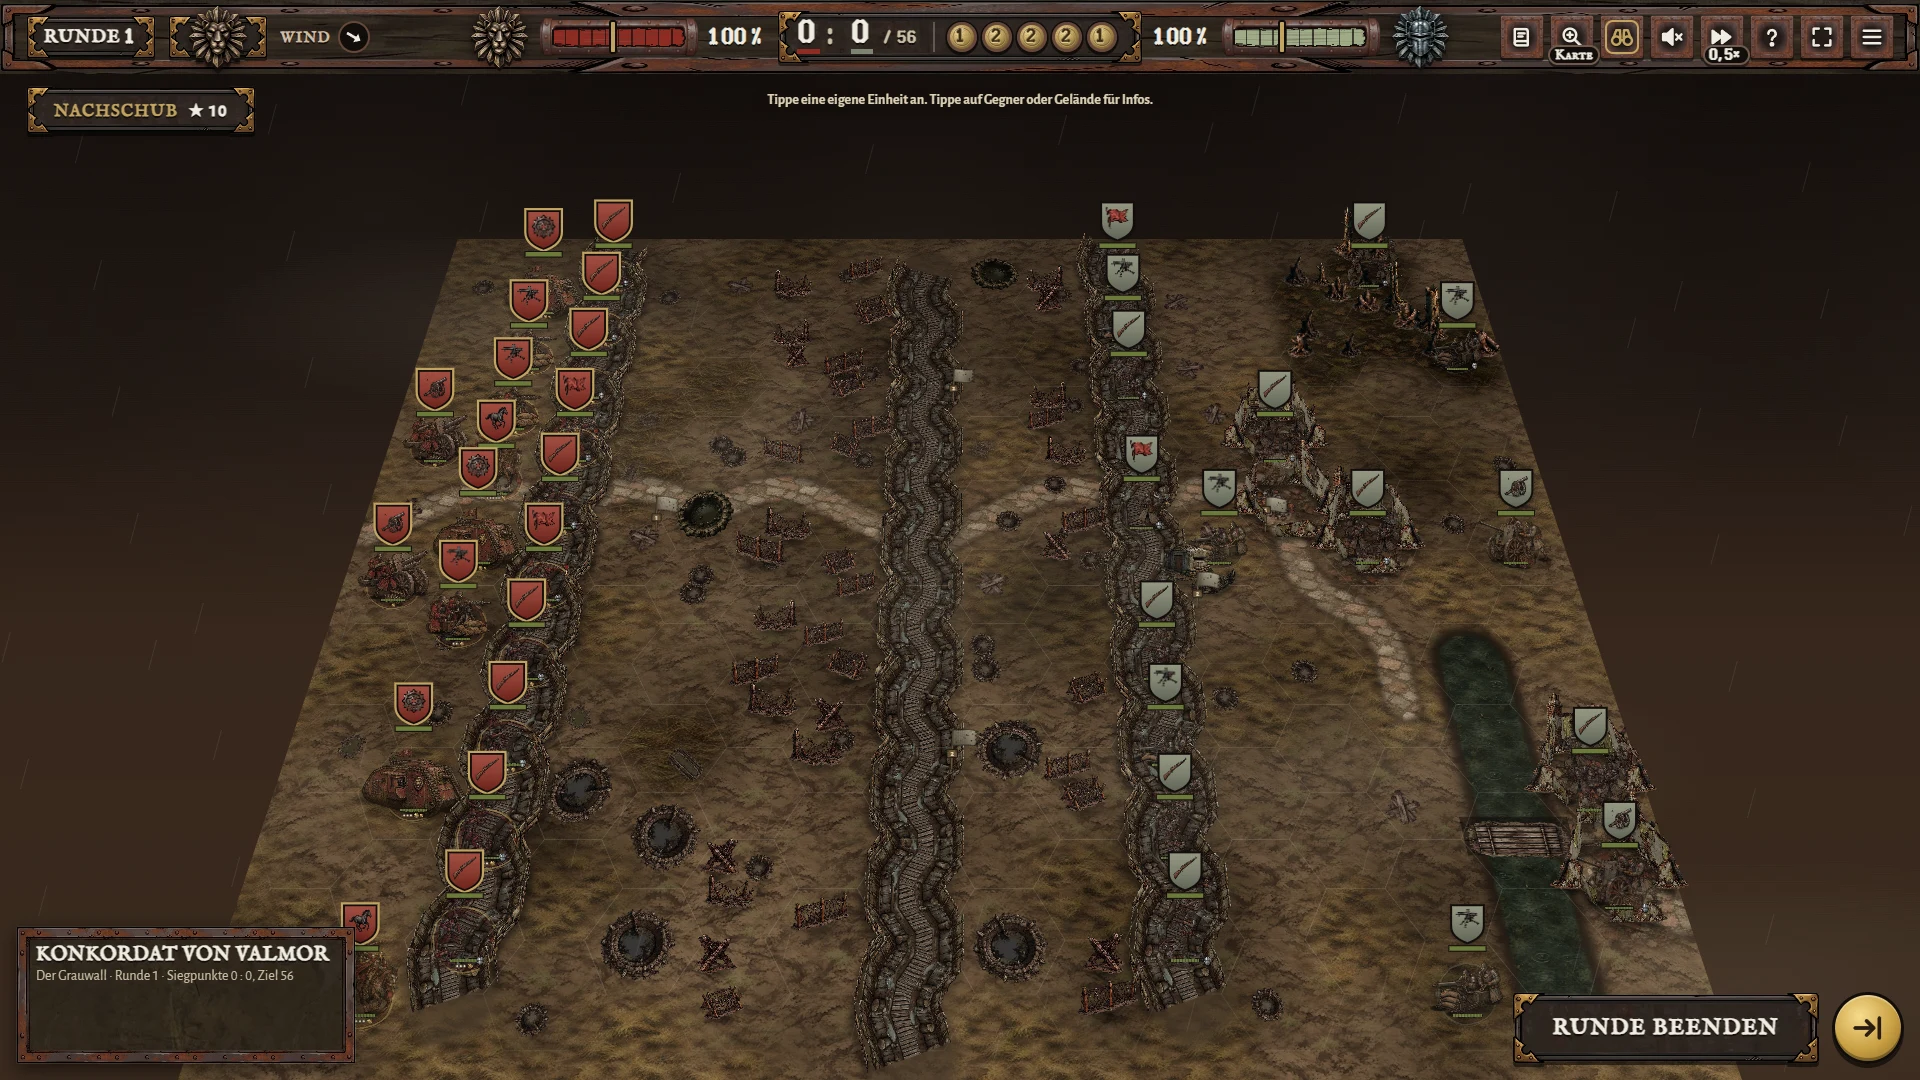 RUNDE 1
WIND
100%
0 : 0 / 56
1 2 2 2 1
100%
KARTE
0,5×
?
NACHSCHUB ★ 10
Tippe eine eigene Einheit an. Tippe auf Gegner oder Gelände für Infos.
KONKORDAT VON VALMOR
Der Grauwall · Runde 1 · Siegpunkte 0 : 0, Ziel 56
RUNDE BEENDEN